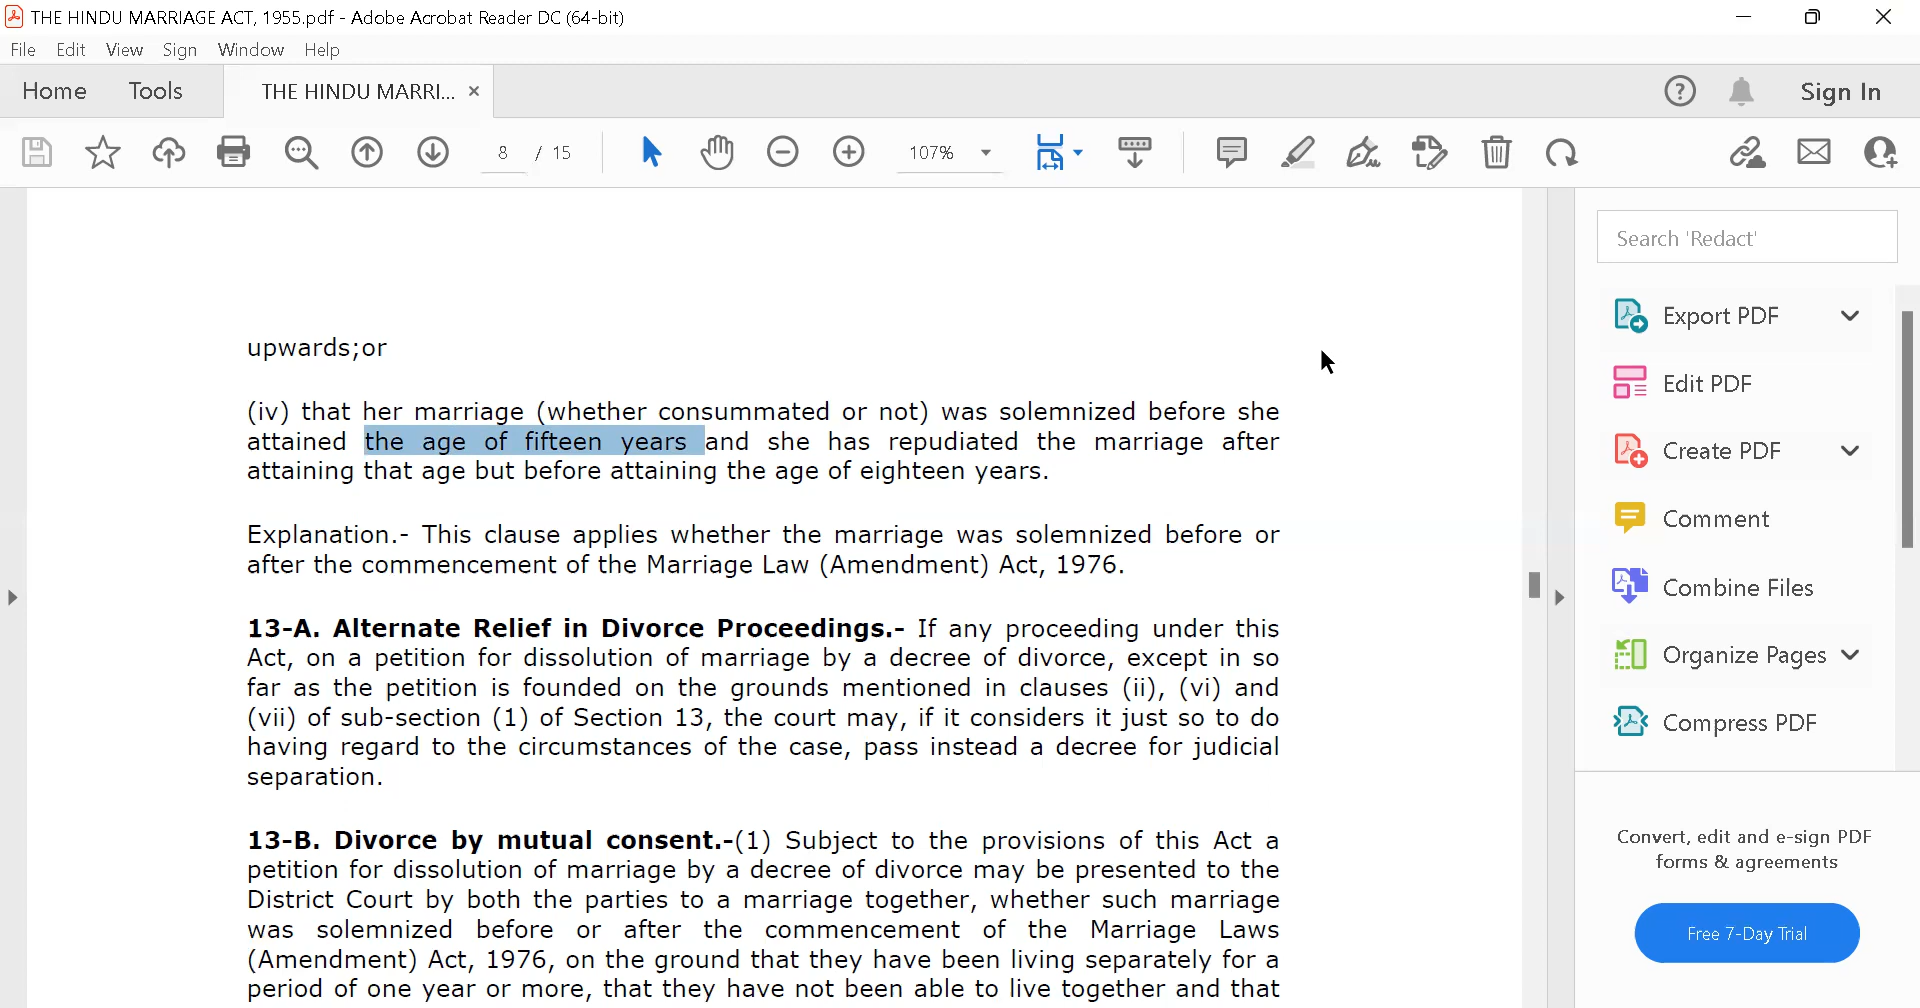 THE HINDU MARRIAGE ACT, 1955.pdf - Adobe Acrobat Reader DC (64-bit)
File Edit View Sign Window Help
Home Tools THE HINDU MARRI... × Sign In
8 / 15 107%
Search 'Redact'
Export PDF
Edit PDF
Create PDF
Comment
Combine Files
Organize Pages
Compress PDF
Convert, edit and e-sign PDF
forms & agreements
Free 7-Day Trial
upwards;or
(iv) that her marriage (whether consummated or not) was solemnized before she
attained the age of fifteen years and she has repudiated the marriage after
attaining that age but before attaining the age of eighteen years.
Explanation.- This clause applies whether the marriage was solemnized before or
after the commencement of the Marriage Law (Amendment) Act, 1976.
13-A. Alternate Relief in Divorce Proceedings.- If any proceeding under this
Act, on a petition for dissolution of marriage by a decree of divorce, except in so
far as the petition is founded on the grounds mentioned in clauses (ii), (vi) and
(vii) of sub-section (1) of Section 13, the court may, if it considers it just so to do
having regard to the circumstances of the case, pass instead a decree for judicial
separation.
13-B. Divorce by mutual consent.-(1) Subject to the provisions of this Act a
petition for dissolution of marriage by a decree of divorce may be presented to the
District Court by both the parties to a marriage together, whether such marriage
was solemnized before or after the commencement of the Marriage Laws
(Amendment) Act, 1976, on the ground that they have been living separately for a
period of one year or more, that they have not been able to live together and that